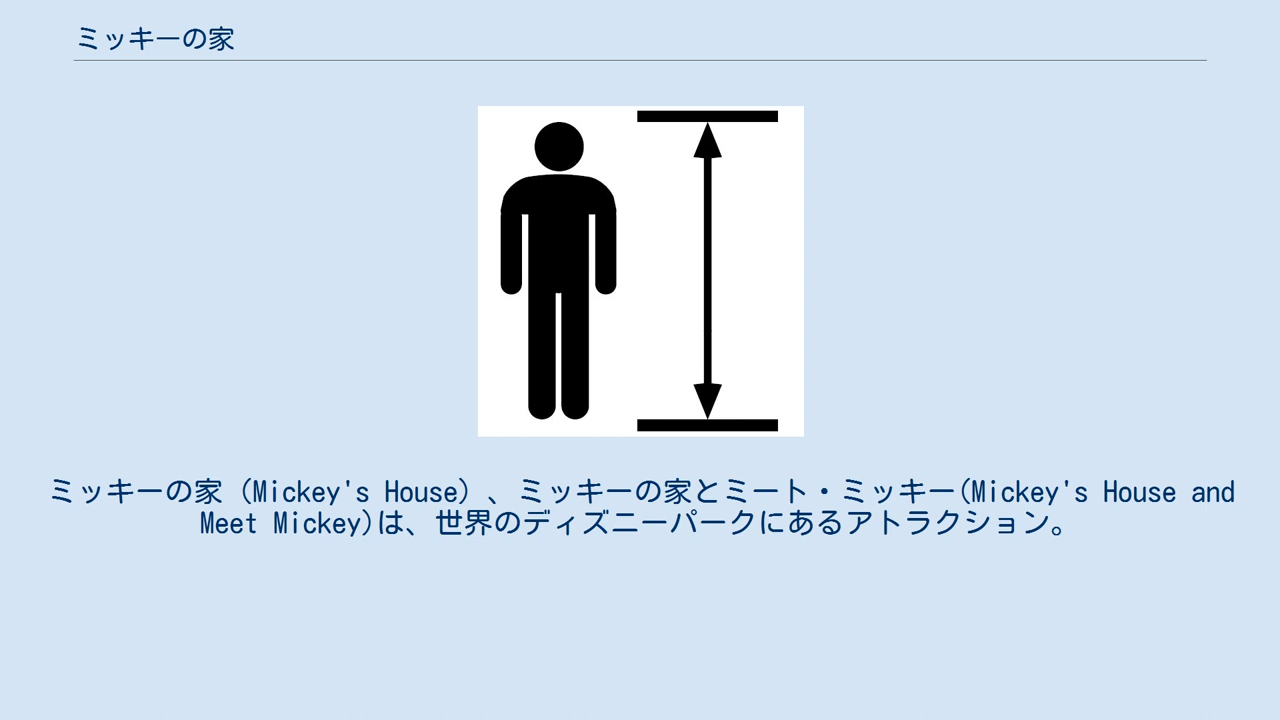 ミッキーの家
ミッキーの家（Mickey's House）、ミッキーの家とミート・ミッキー(Mickey's House and
Meet Mickey)は、世界のディズニーパークにあるアトラクション。